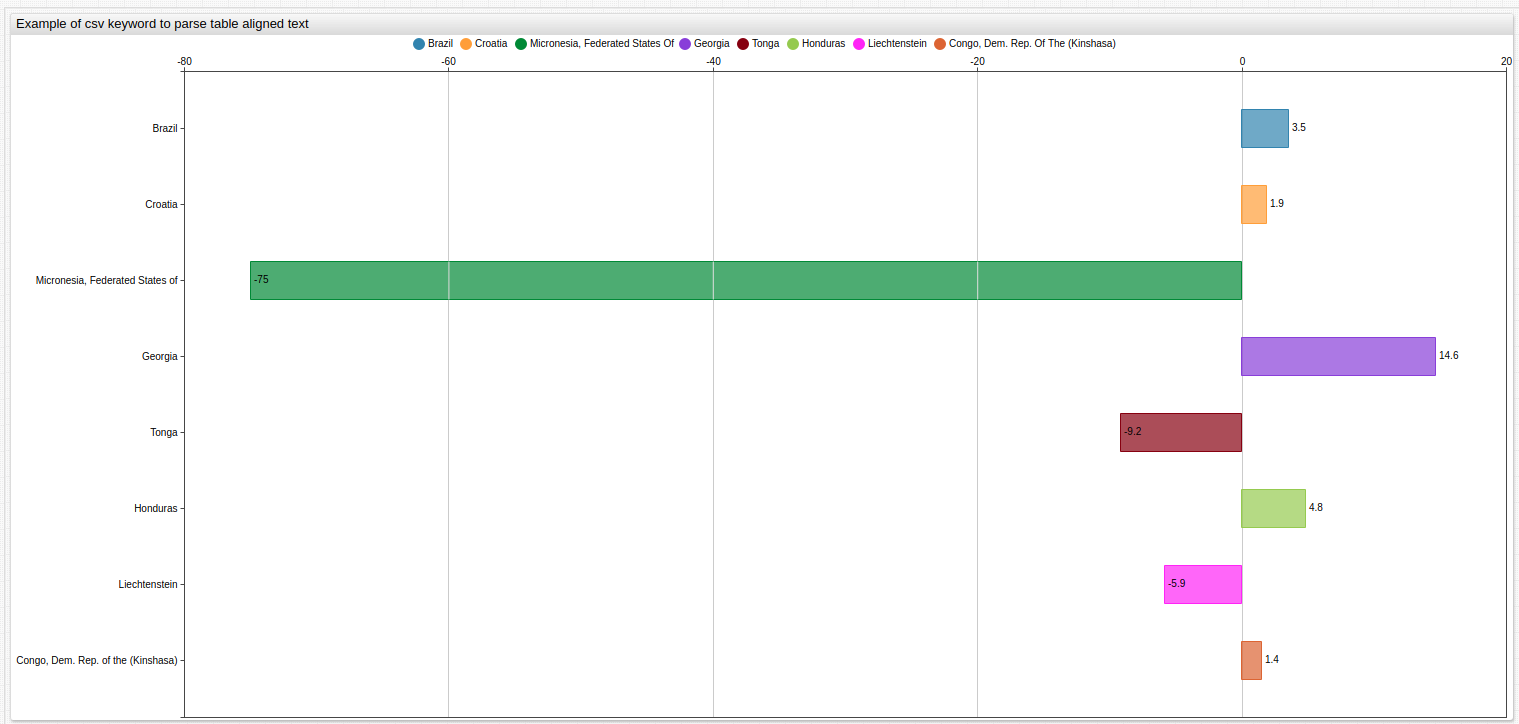 Example of csv keyword to parse table aligned text
Brazil Croatia Micronesia, Federated States Of Georgia Tonga Honduras Liechtenstein Congo, Dem. Rep. Of The (Kinshasa)
-80 -60 -40 -20 0 20
Brazil 3.5
Croatia 1.9
Micronesia, Federated States of -75
Georgia 14.6
Tonga -9.2
Honduras 4.8
Liechtenstein -5.9
Congo, Dem. Rep. of the (Kinshasa) 1.4